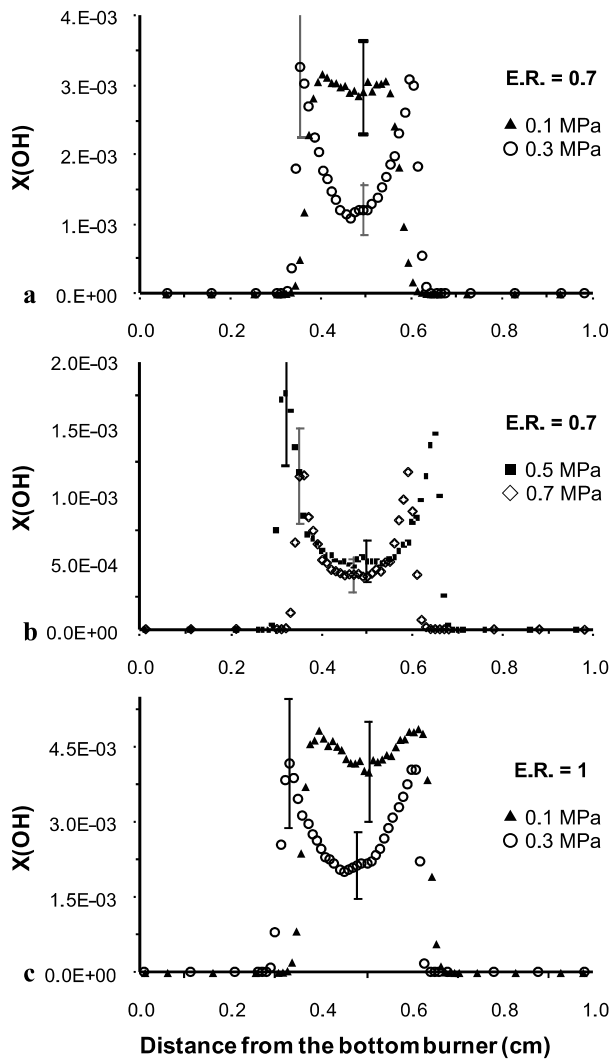 4.E-03
3.E-03
2.E-03
1.E-03
0.E+00
X(OH)
E.R. = 0.7
0.1 MPa
0.3 MPa
a
0.0 0.2 0.4 0.6 0.8 1.0
2.0E-03
1.5E-03
1.0E-03
5.0E-04
0.0E+00
X(OH)
E.R. = 0.7
0.5 MPa
0.7 MPa
b
0.0 0.2 0.4 0.6 0.8 1.0
4.5E-03
3.0E-03
1.5E-03
0.0E+00
X(OH)
E.R. = 1
0.1 MPa
0.3 MPa
c
0.0 0.2 0.4 0.6 0.8 1.0
Distance from the bottom burner (cm)